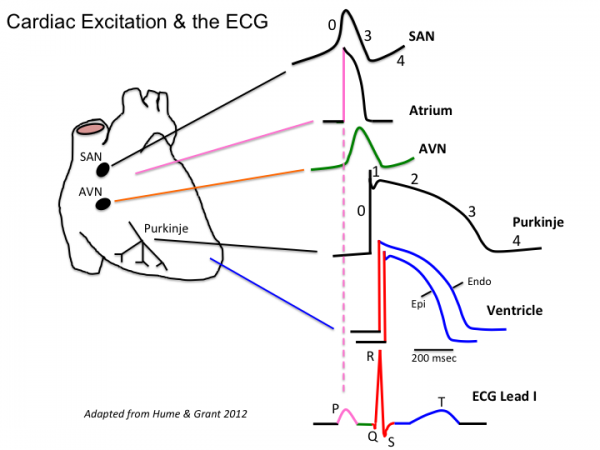 Cardiac Excitation & the ECG
0
3
4
SAN
Atrium
AVN
SAN
AVN
Purkinje
1
2
0
3
4
Purkinje
Endo
Epi
Ventricle
200 msec
R
ECG Lead I
P
T
Q
S
Adapted from Hume & Grant 2012